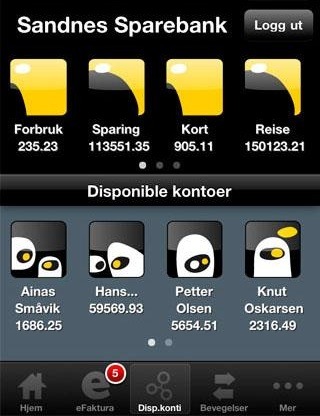 Sandnes Sparebank
Logg ut
Forbruk Sparing Kort Reise
235.23 113551.35 905.11 150123.21
Disponible kontoer
Ainas Hans... Petter Knut
Småvik 59569.93 Olsen Oskarsen
1686.25 5654.51 2316.49
5
Hjem eFaktura Disp.konti Bevegelser Mer